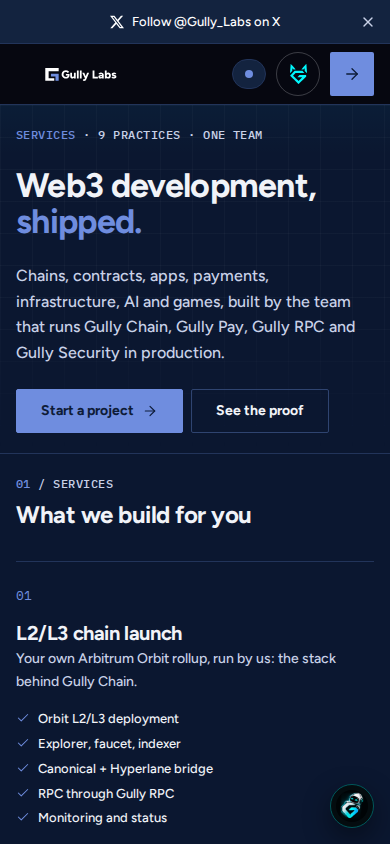 Follow @Gully_Labs on X
Gully Labs
SERVICES · 9 PRACTICES · ONE TEAM
Web3 development,
shipped.
Chains, contracts, apps, payments,
infrastructure, AI and games, built by the team
that runs Gully Chain, Gully Pay, Gully RPC and
Gully Security in production.
Start a project
See the proof
01 / SERVICES
What we build for you
01
L2/L3 chain launch
Your own Arbitrum Orbit rollup, run by us: the stack
behind Gully Chain.
Orbit L2/L3 deployment
Explorer, faucet, indexer
Canonical + Hyperlane bridge
RPC through Gully RPC
Monitoring and status